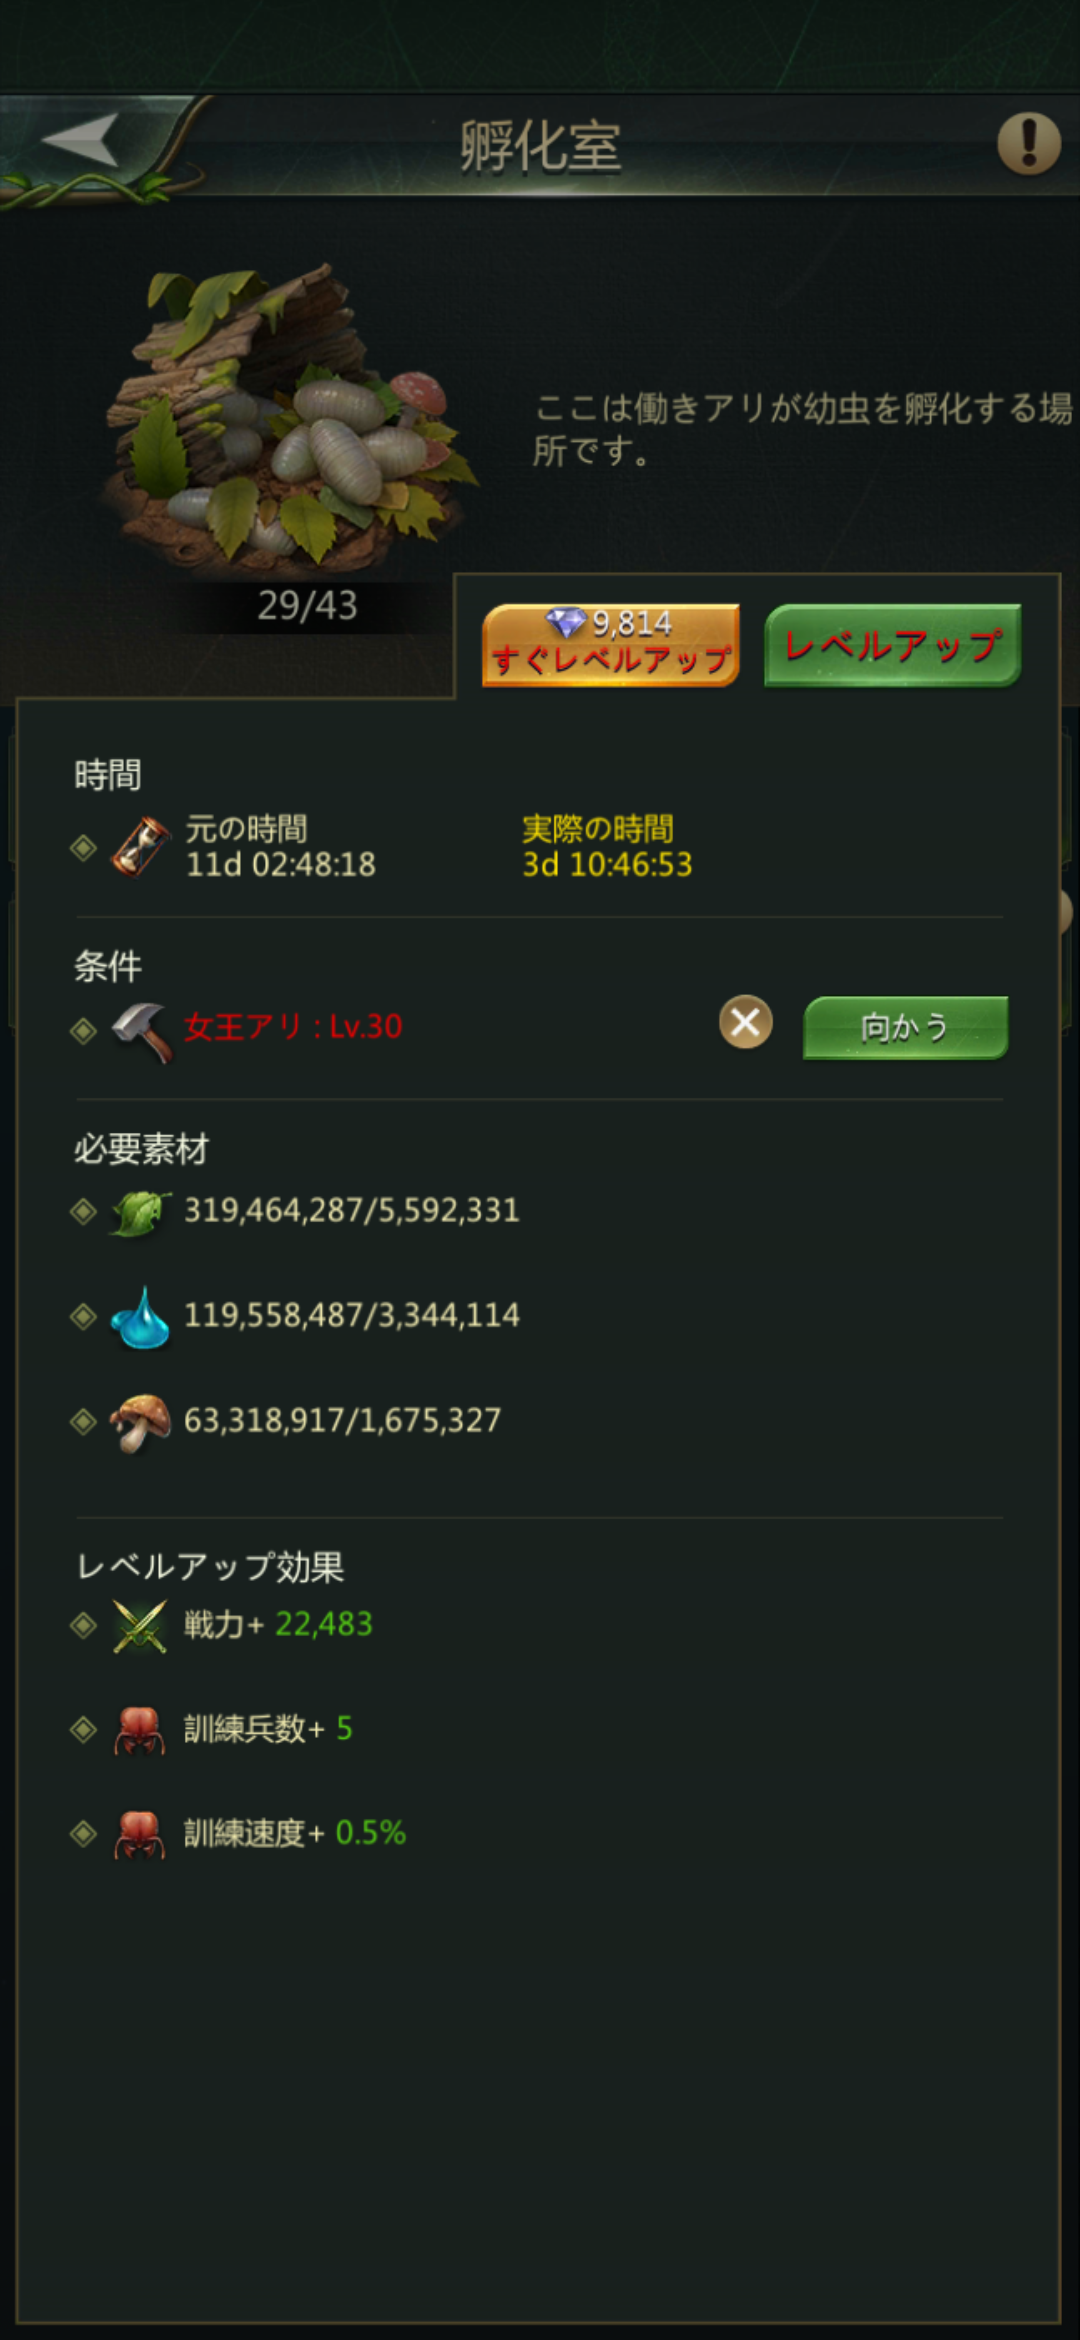 孵化室
ここは働きアリが幼虫を孵化する場
所です。
29/43
9,814
すぐレベルアップ
レベルアップ
時間
元の時間
11d 02:48:18
実際の時間
3d 10:46:53
条件
女王アリ : Lv.30
向かう
必要素材
319,464,287/5,592,331
119,558,487/3,344,114
63,318,917/1,675,327
レベルアップ効果
戦力+ 22,483
訓練兵数+ 5
訓練速度+ 0.5%